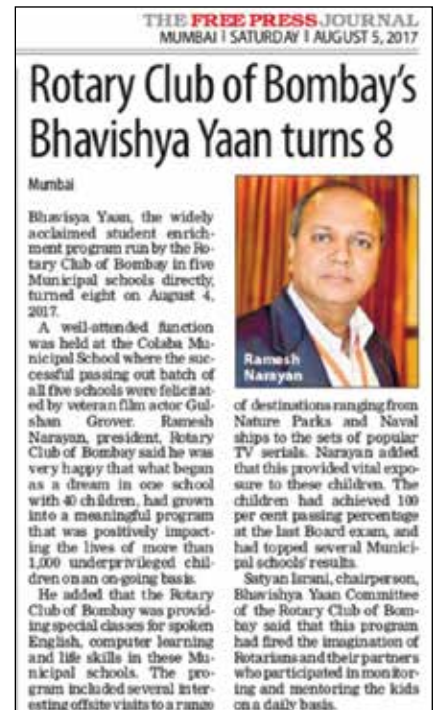 THE FREE PRESS JOURNAL
MUMBAI | SATURDAY | AUGUST 5, 2017
Rotary Club of Bombay's
Bhavishya Yaan turns 8
Mumbai
Bhavisya Yaan, the widely
acclaimed student enrich-
ment program run by the Ro-
tary Club of Bombay in five
Municipal schools directly,
turned eight on August 4,
2017.
A well-attended function
was held at the Colaba Mu-
nicipal School where the suc-
cessful passing out batch of
all five schools were felicitat-
ed by veteran film actor Gul-
shan Grover. Ramesh
Narayan, president, Rotary
Club of Bombay said he was
very happy that what began
as a dream in one school
with 40 children, had grown
into a meaningful program
that was positively impact-
ing the lives of more than
1,000 underprivileged chil-
dren on an on-going basis.
He added that the Rotary
Club of Bombay was provid-
ing special classes for spoken
English, computer learning
and life skills in these Mu-
nicipal schools. The pro-
gram included several inter-
esting offsite visits to a range
Ramesh
Narayan
of destinations ranging from
Nature Parks and Naval
ships to the sets of popular
TV serials. Narayan added
that this provided vital expo-
sure to these children. The
children had achieved 100
per cent passing percentage
at the last Board exam, and
had topped several Munici-
pal schools' results.
Satyan Israni, chairperson,
Bhavishya Yaan Committee
of the Rotary Club of Bom-
bay said that this program
had fired the imagination of
Rotarians and their partners
who participated in monitor-
ing and mentoring the kids
on a daily basis.